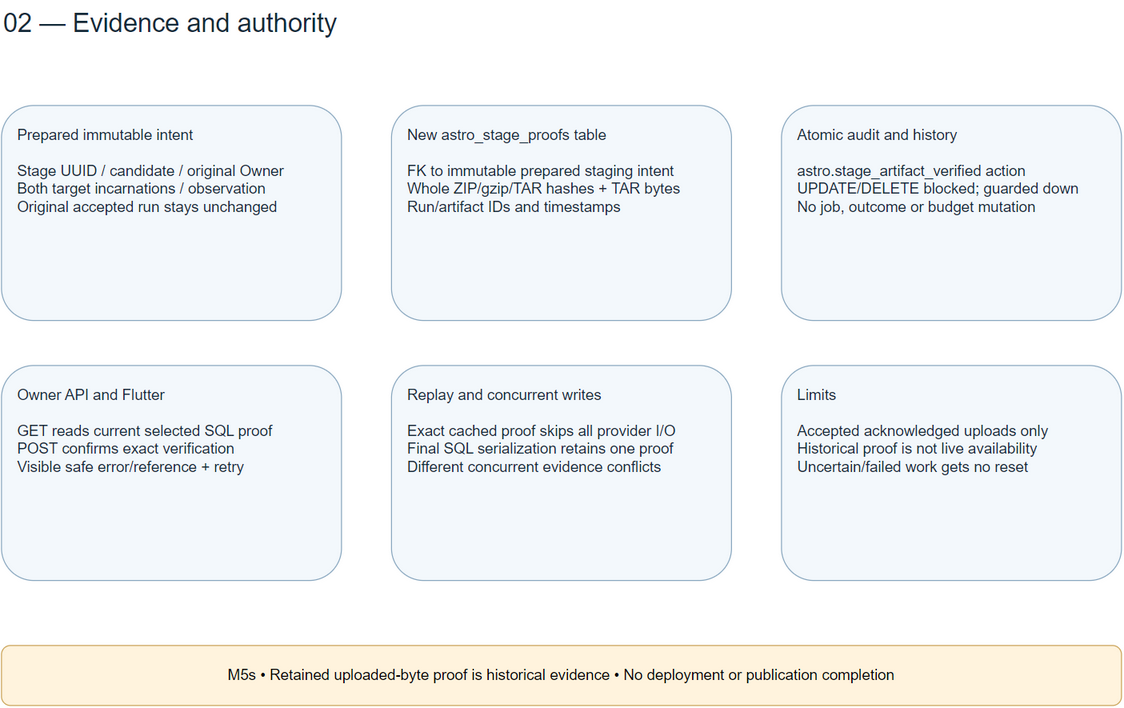 02 — Evidence and authority
Prepared immutable intent
Stage UUID / candidate / original Owner
Both target incarnations / observation
Original accepted run stays unchanged
New astro_stage_proofs table
FK to immutable prepared staging intent
Whole ZIP/gzip/TAR hashes + TAR bytes
Run/artifact IDs and timestamps
Atomic audit and history
astro.stage_artifact_verified action
UPDATE/DELETE blocked; guarded down
No job, outcome or budget mutation
Owner API and Flutter
GET reads current selected SQL proof
POST confirms exact verification
Visible safe error/reference + retry
Replay and concurrent writes
Exact cached proof skips all provider I/O
Final SQL serialization retains one proof
Different concurrent evidence conflicts
Limits
Accepted acknowledged uploads only
Historical proof is not live availability
Uncertain/failed work gets no reset
M5s • Retained uploaded-byte proof is historical evidence • No deployment or publication completion